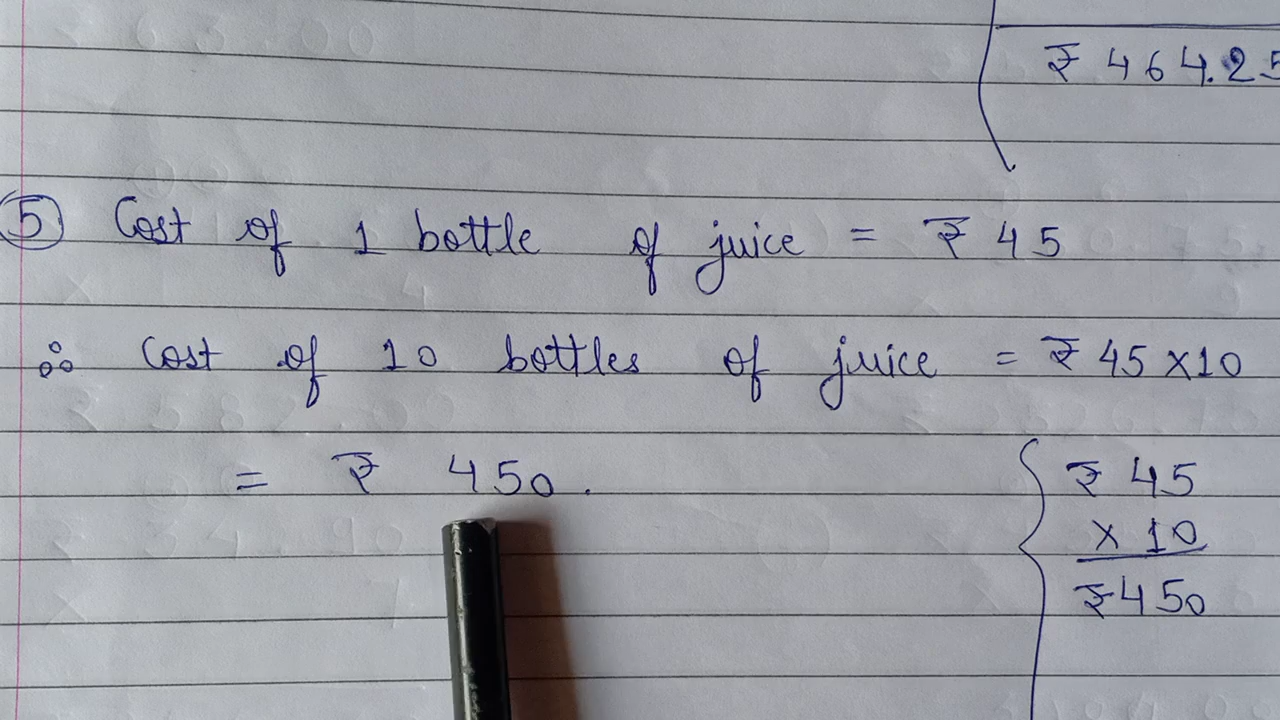 ₹ 464.25
⑤ Cost of 1 bottle of juice = ₹ 45
∴ Cost of 10 bottles of juice = ₹ 45 ×10
= ₹ 450.
₹ 45
× 10
₹450